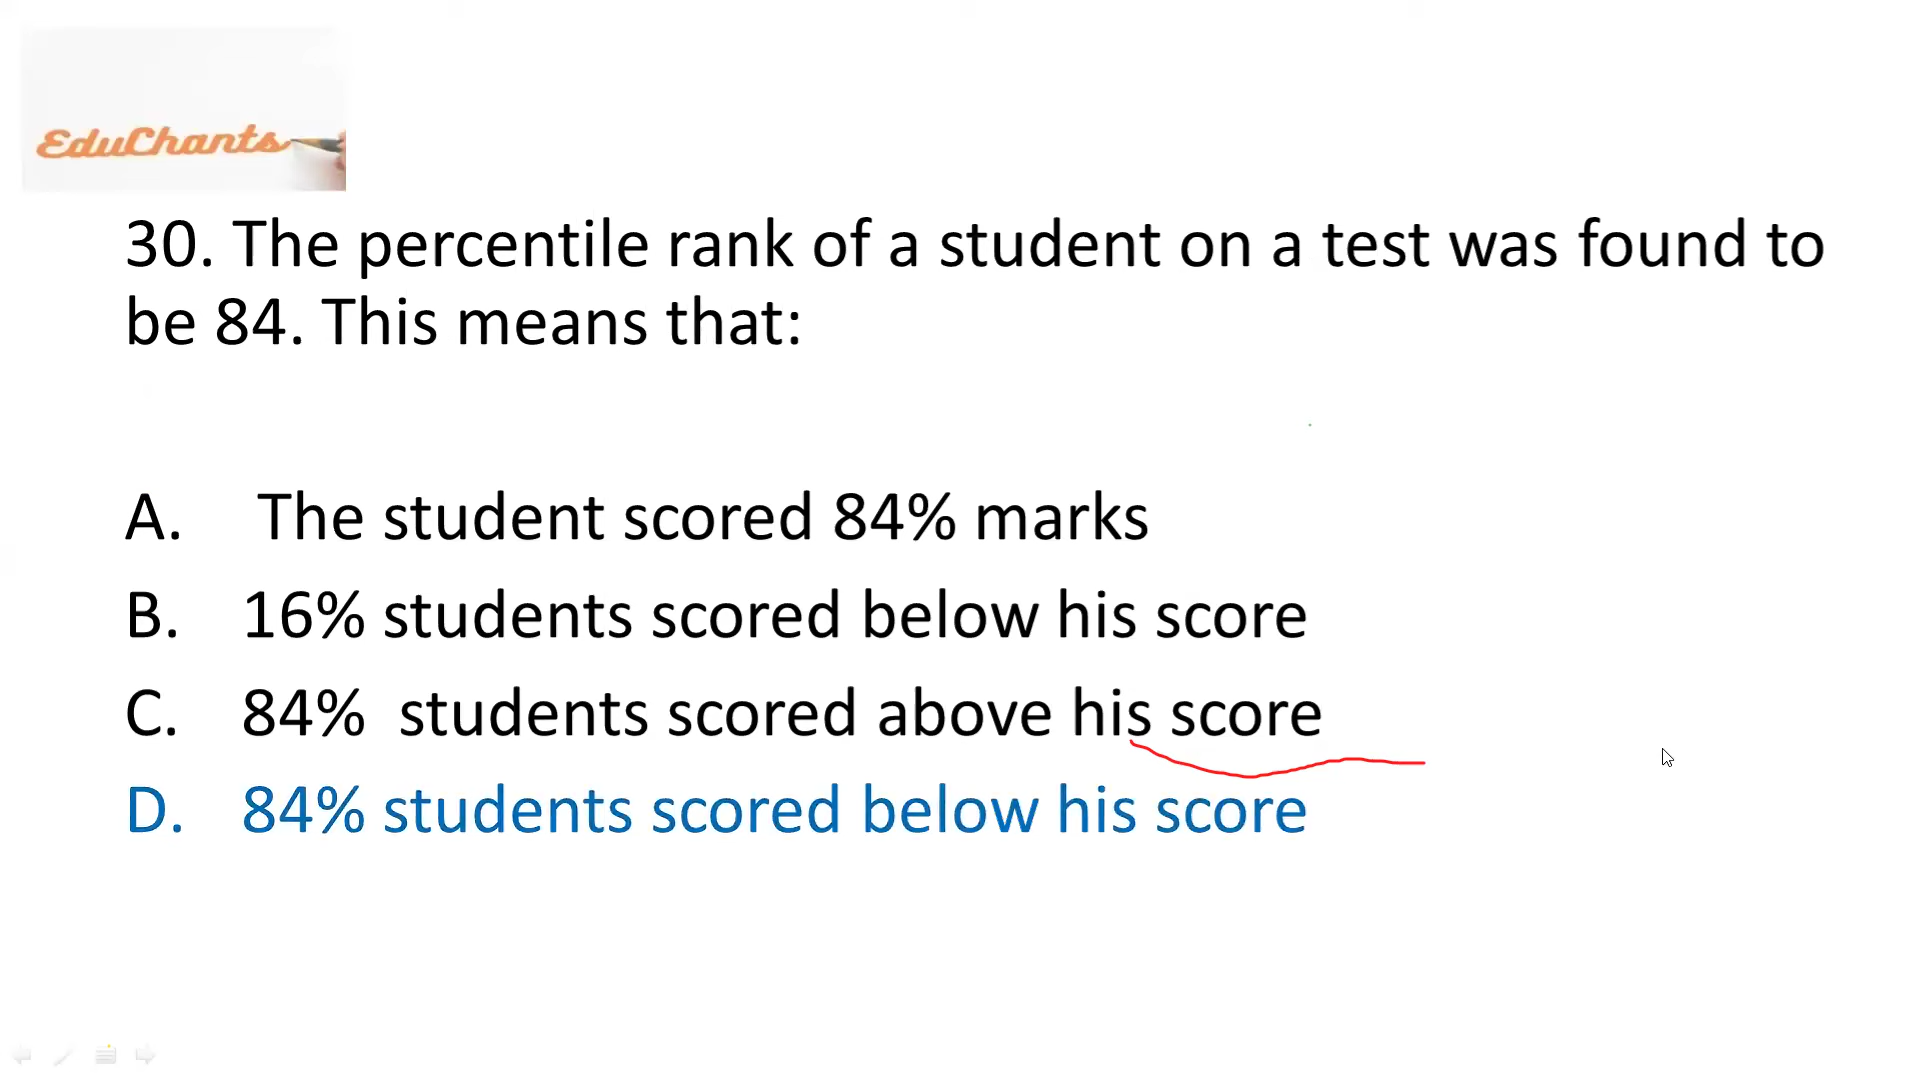 EduChants
30. The percentile rank of a student on a test was found to
be 84. This means that:
A. The student scored 84% marks
B. 16% students scored below his score
C. 84% students scored above his score
D. 84% students scored below his score